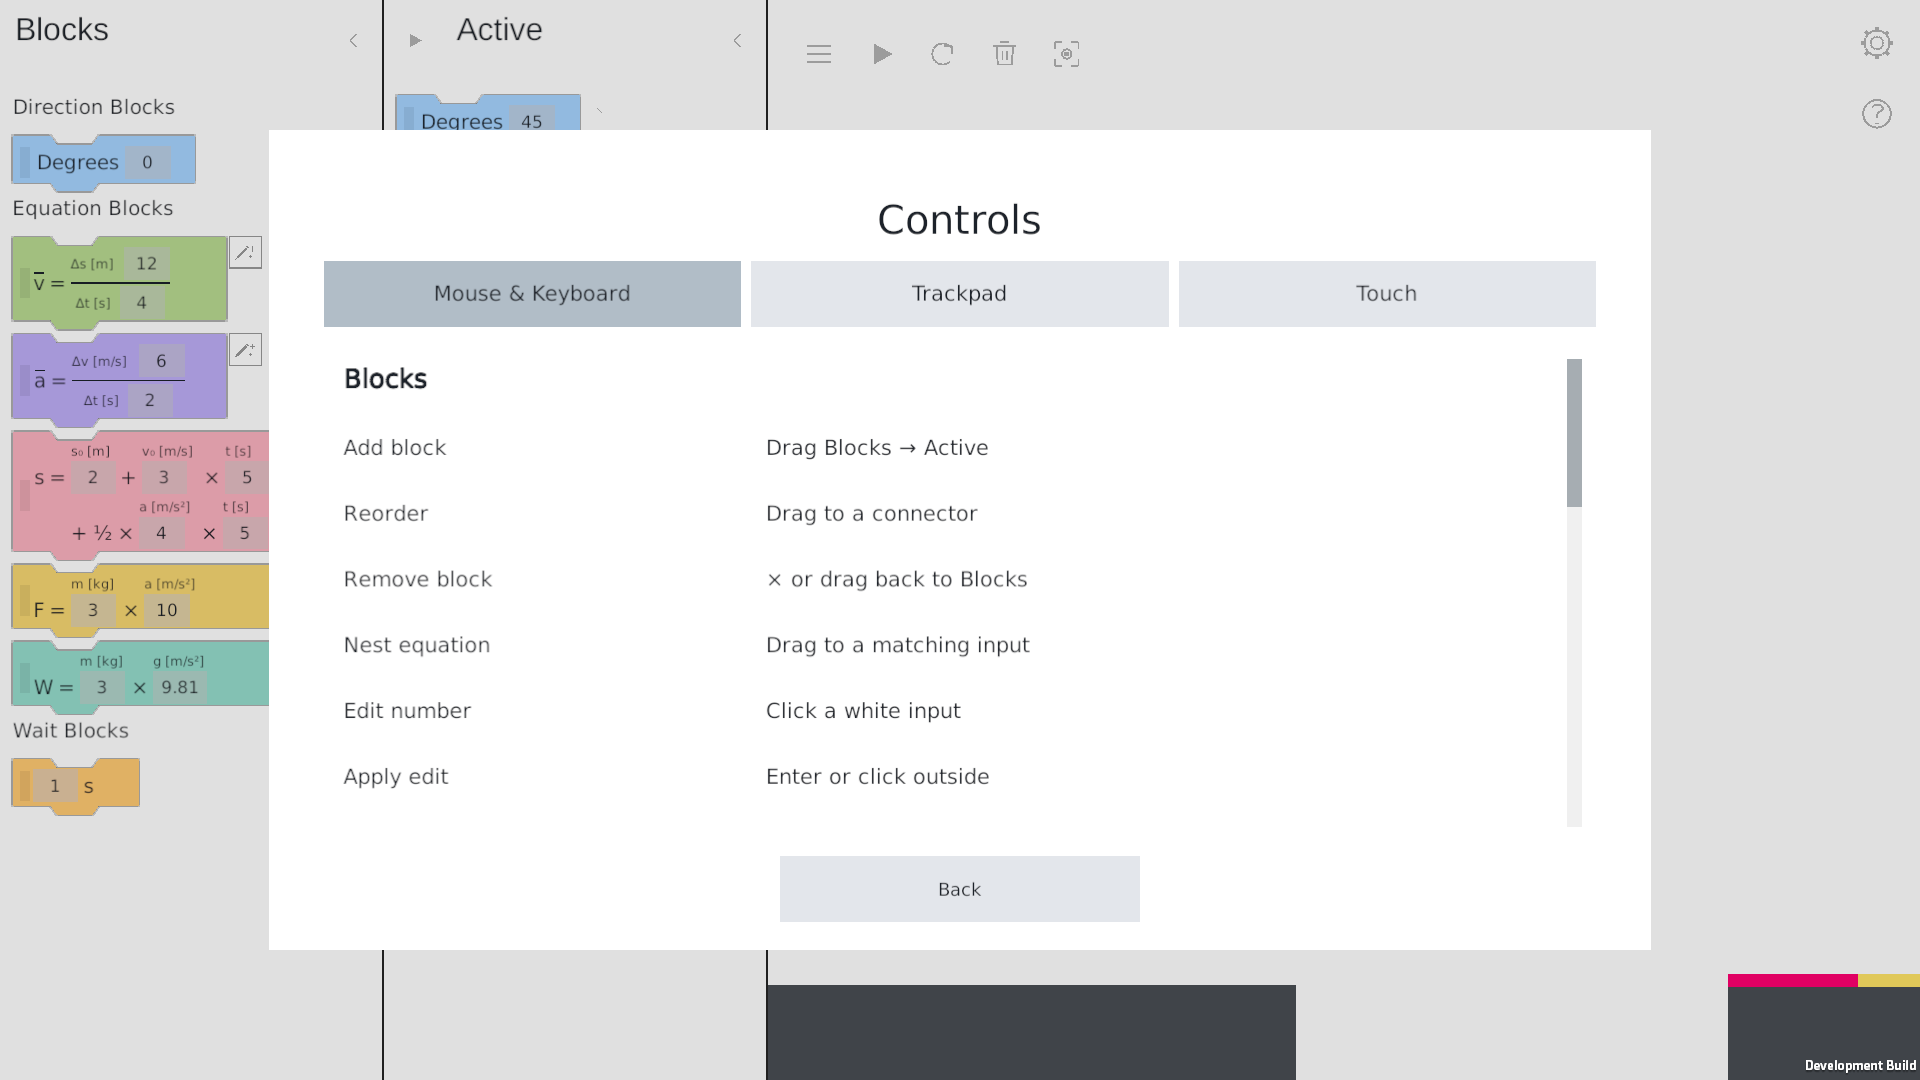 Blocks
Active
Direction Blocks
Degrees 0
Degrees 45
Equation Blocks
v = Δs [m] 12
Δt [s] 4
a = Δv [m/s] 6
Δt [s] 2
s₀ [m] v₀ [m/s] t [s]
s = 2 + 3 × 5
a [m/s²] t [s]
+ ½ × 4 × 5
m [kg] a [m/s²]
F = 3 × 10
m [kg] g [m/s²]
W = 3 × 9.81
Wait Blocks
1 s
Controls
Mouse & Keyboard
Trackpad
Touch
Blocks
Add block Drag Blocks → Active
Reorder Drag to a connector
Remove block × or drag back to Blocks
Nest equation Drag to a matching input
Edit number Click a white input
Apply edit Enter or click outside
Back
Development Build